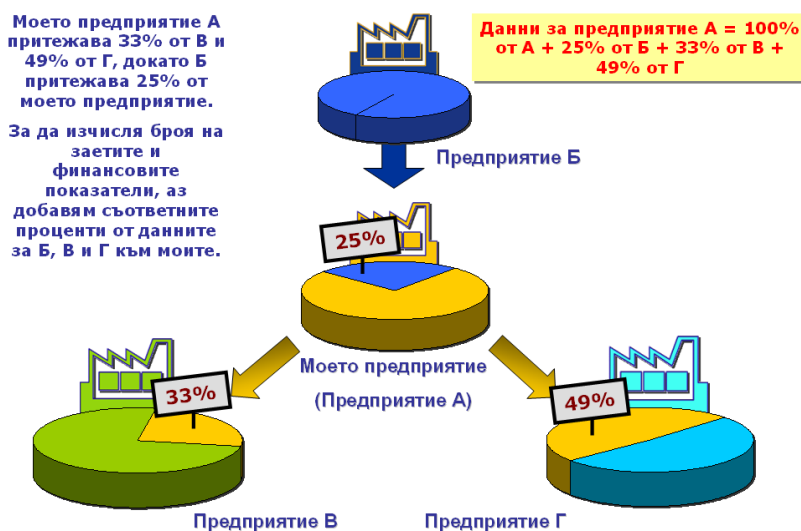 Моето предприятие А
притежава 33% от В и
49% от Г, докато Б
притежава 25% от
моето предприятие.
За да изчисля броя на
заетите и
финансовите
показатели, аз
добавям съответните
проценти от данните
за Б, В и Г към моите.
Данни за предприятие А = 100%
от А + 25% от Б + 33% от В +
49% от Г
Предприятие Б
25%
Моето предприятие
(Предприятие А)
33%
49%
Предприятие В
Предприятие Г